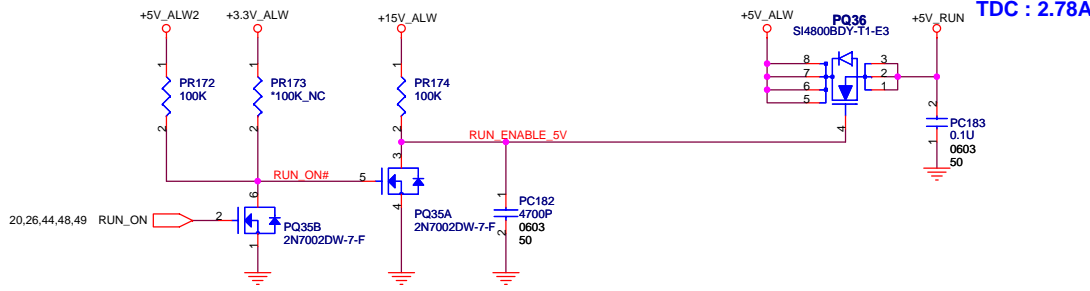 +5V_ALW2 +3.3V_ALW +15V_ALW +5V_ALW PQ36 +5V_RUN TDC : 2.78A
SI4800BDY-T1-E3
1 1 1
PR172 PR173 PR174
100K *100K_NC 100K
2 2 2
8 3
7 2
6 1
5
4
RUN_ENABLE_5V
2 PC183
0.1U
1 0603
50
3
RUN_ON# 5
4
PQ35A
2N7002DW-7-F
1 PC182
4700P
2 0603
50
6
20,26,44,48,49 RUN_ON 2
1
PQ35B
2N7002DW-7-F